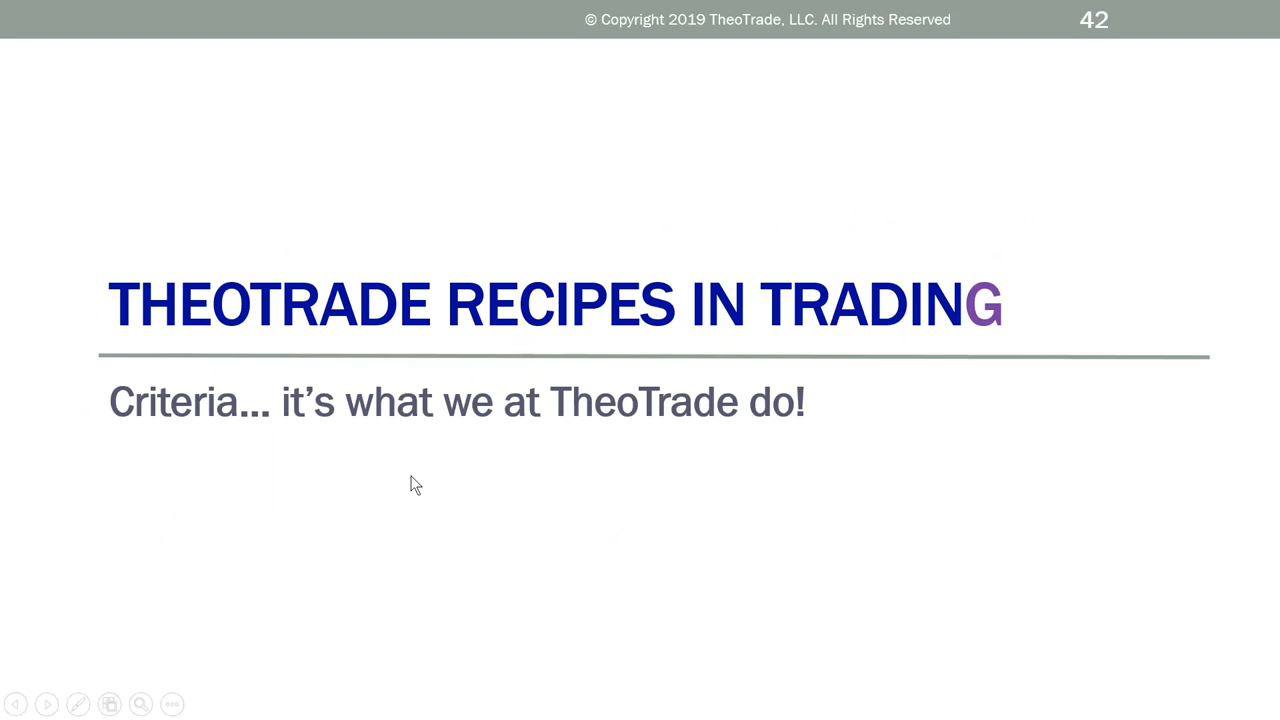 © Copyright 2019 TheoTrade, LLC. All Rights Reserved 42
THEOTRADE RECIPES IN TRADING
Criteria... it’s what we at TheoTrade do!